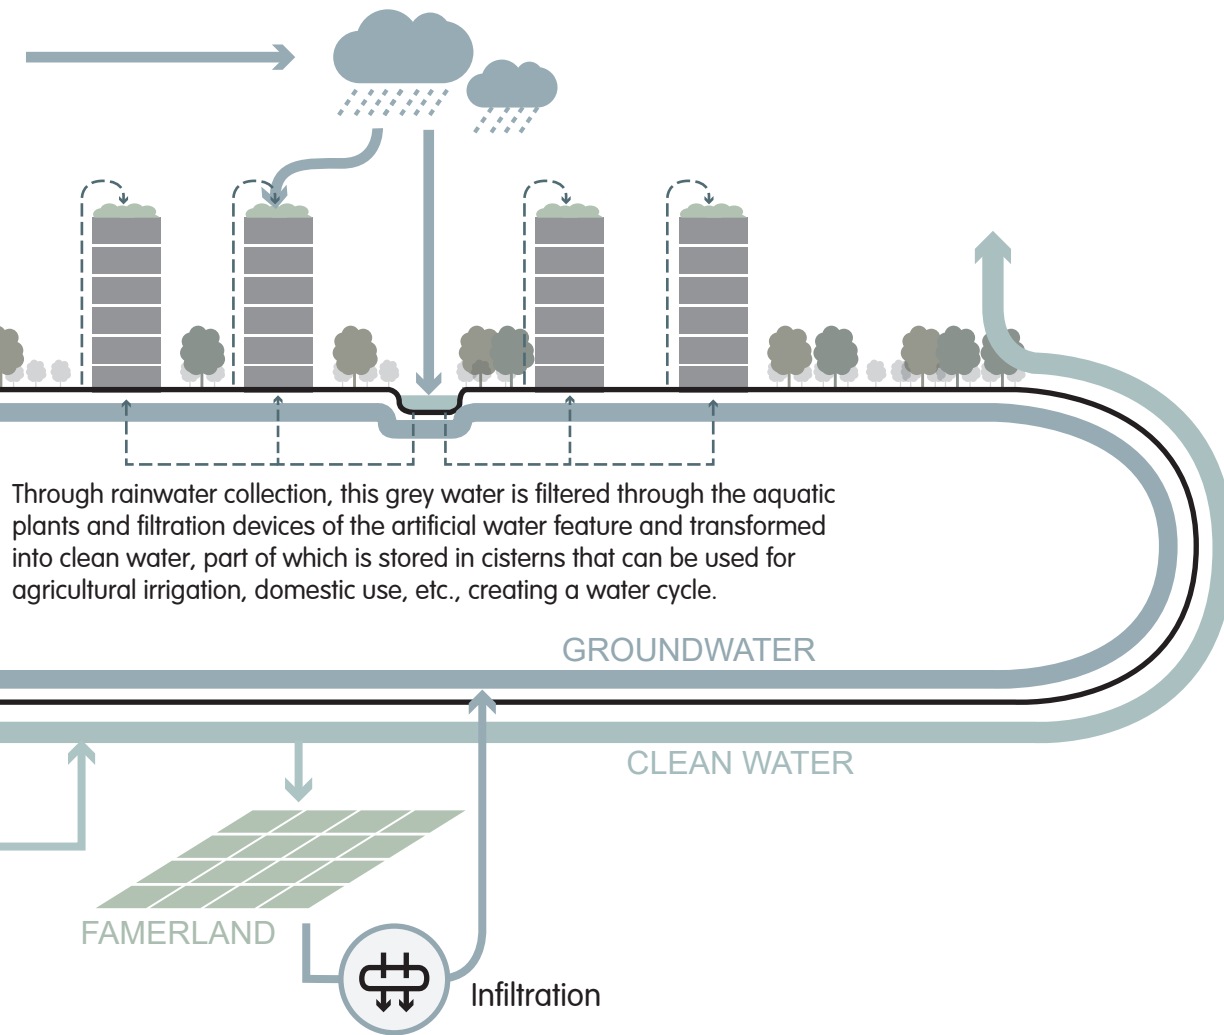 Through rainwater collection, this grey water is filtered through the aquatic
plants and filtration devices of the artificial water feature and transformed
into clean water, part of which is stored in cisterns that can be used for
agricultural irrigation, domestic use, etc., creating a water cycle.
GROUNDWATER
CLEAN WATER
FAMERLAND
Infiltration